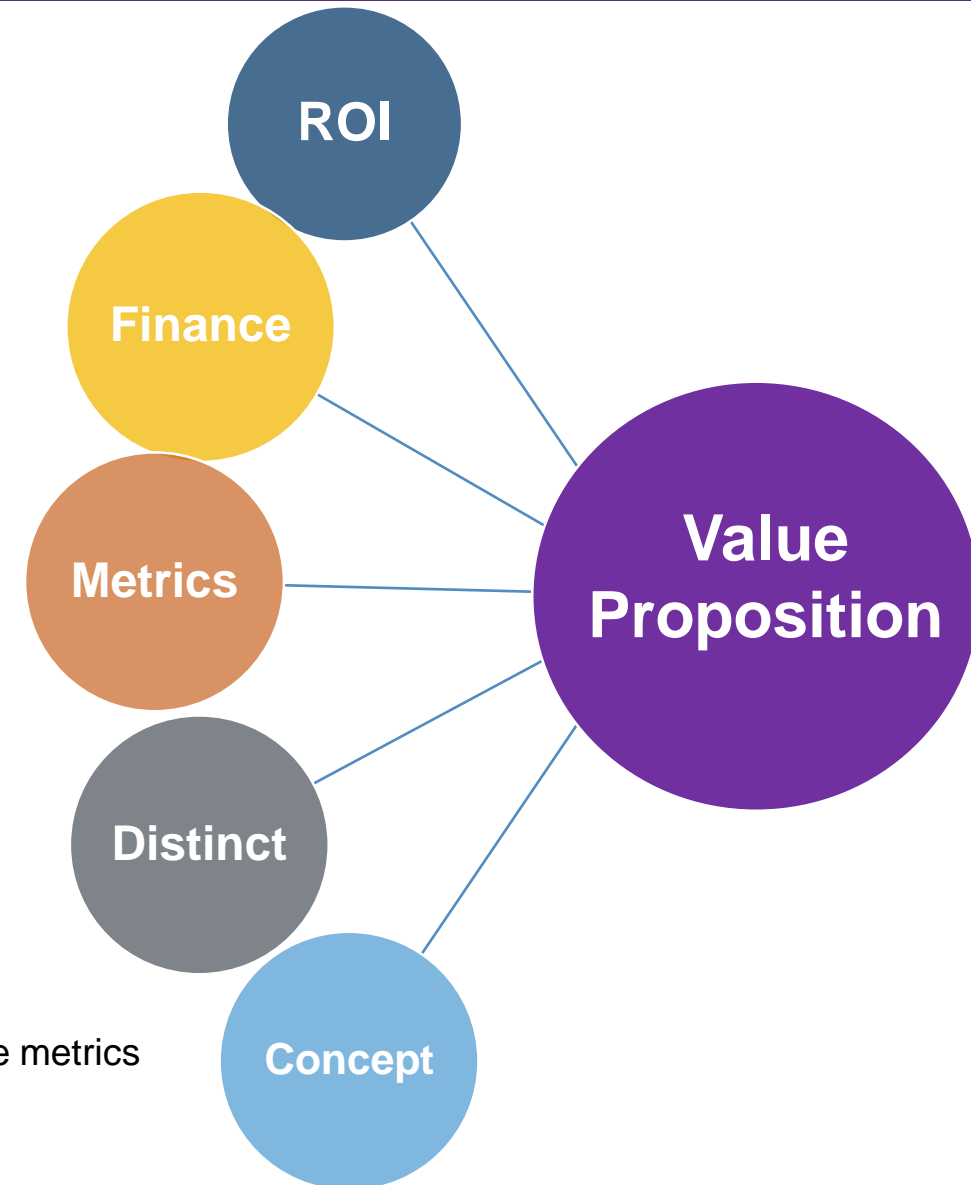 ROI
Finance
Metrics
Value
Proposition
Distinct
e metrics
Concept